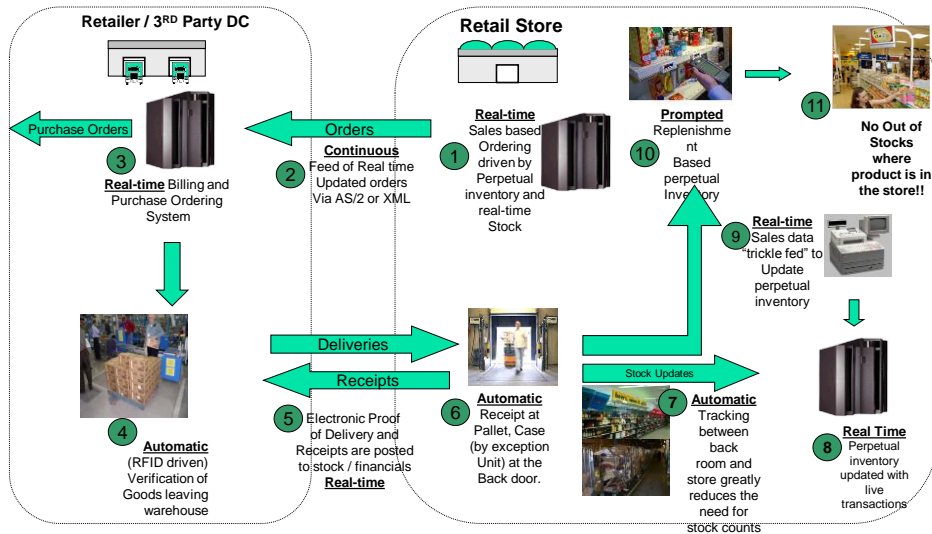 Retailer / 3RD Party DC
Retail Store
Purchase Orders
3
Real-time Billing and
Purchase Ordering
System
Orders
Continuous
2
Feed of Real time
Updated orders
Via AS/2 or XML
1
Real-time
Sales based
Ordering
driven by
Perpetual
inventory and
real-time
Stock
10
Prompted
Replenishme
nt
Based
perpetual
Inventory
11
No Out of
Stocks
where
product is in
the store!!
9
Real-time
Sales data
“trickle fed” to
Update
perpetual
inventory
4
Automatic
(RFID driven)
Verification of
Goods leaving
warehouse
Deliveries
Receipts
5
Electronic Proof
of Delivery and
Receipts are posted
to stock / financials
Real-time
6
Automatic
Receipt at
Pallet, Case
(by exception
Unit) at the
Back door.
Stock Updates
7
Automatic
Tracking
between
back
room and
store greatly
reduces the
need for
stock counts
8
Real Time
Perpetual
inventory
updated with
live
transactions